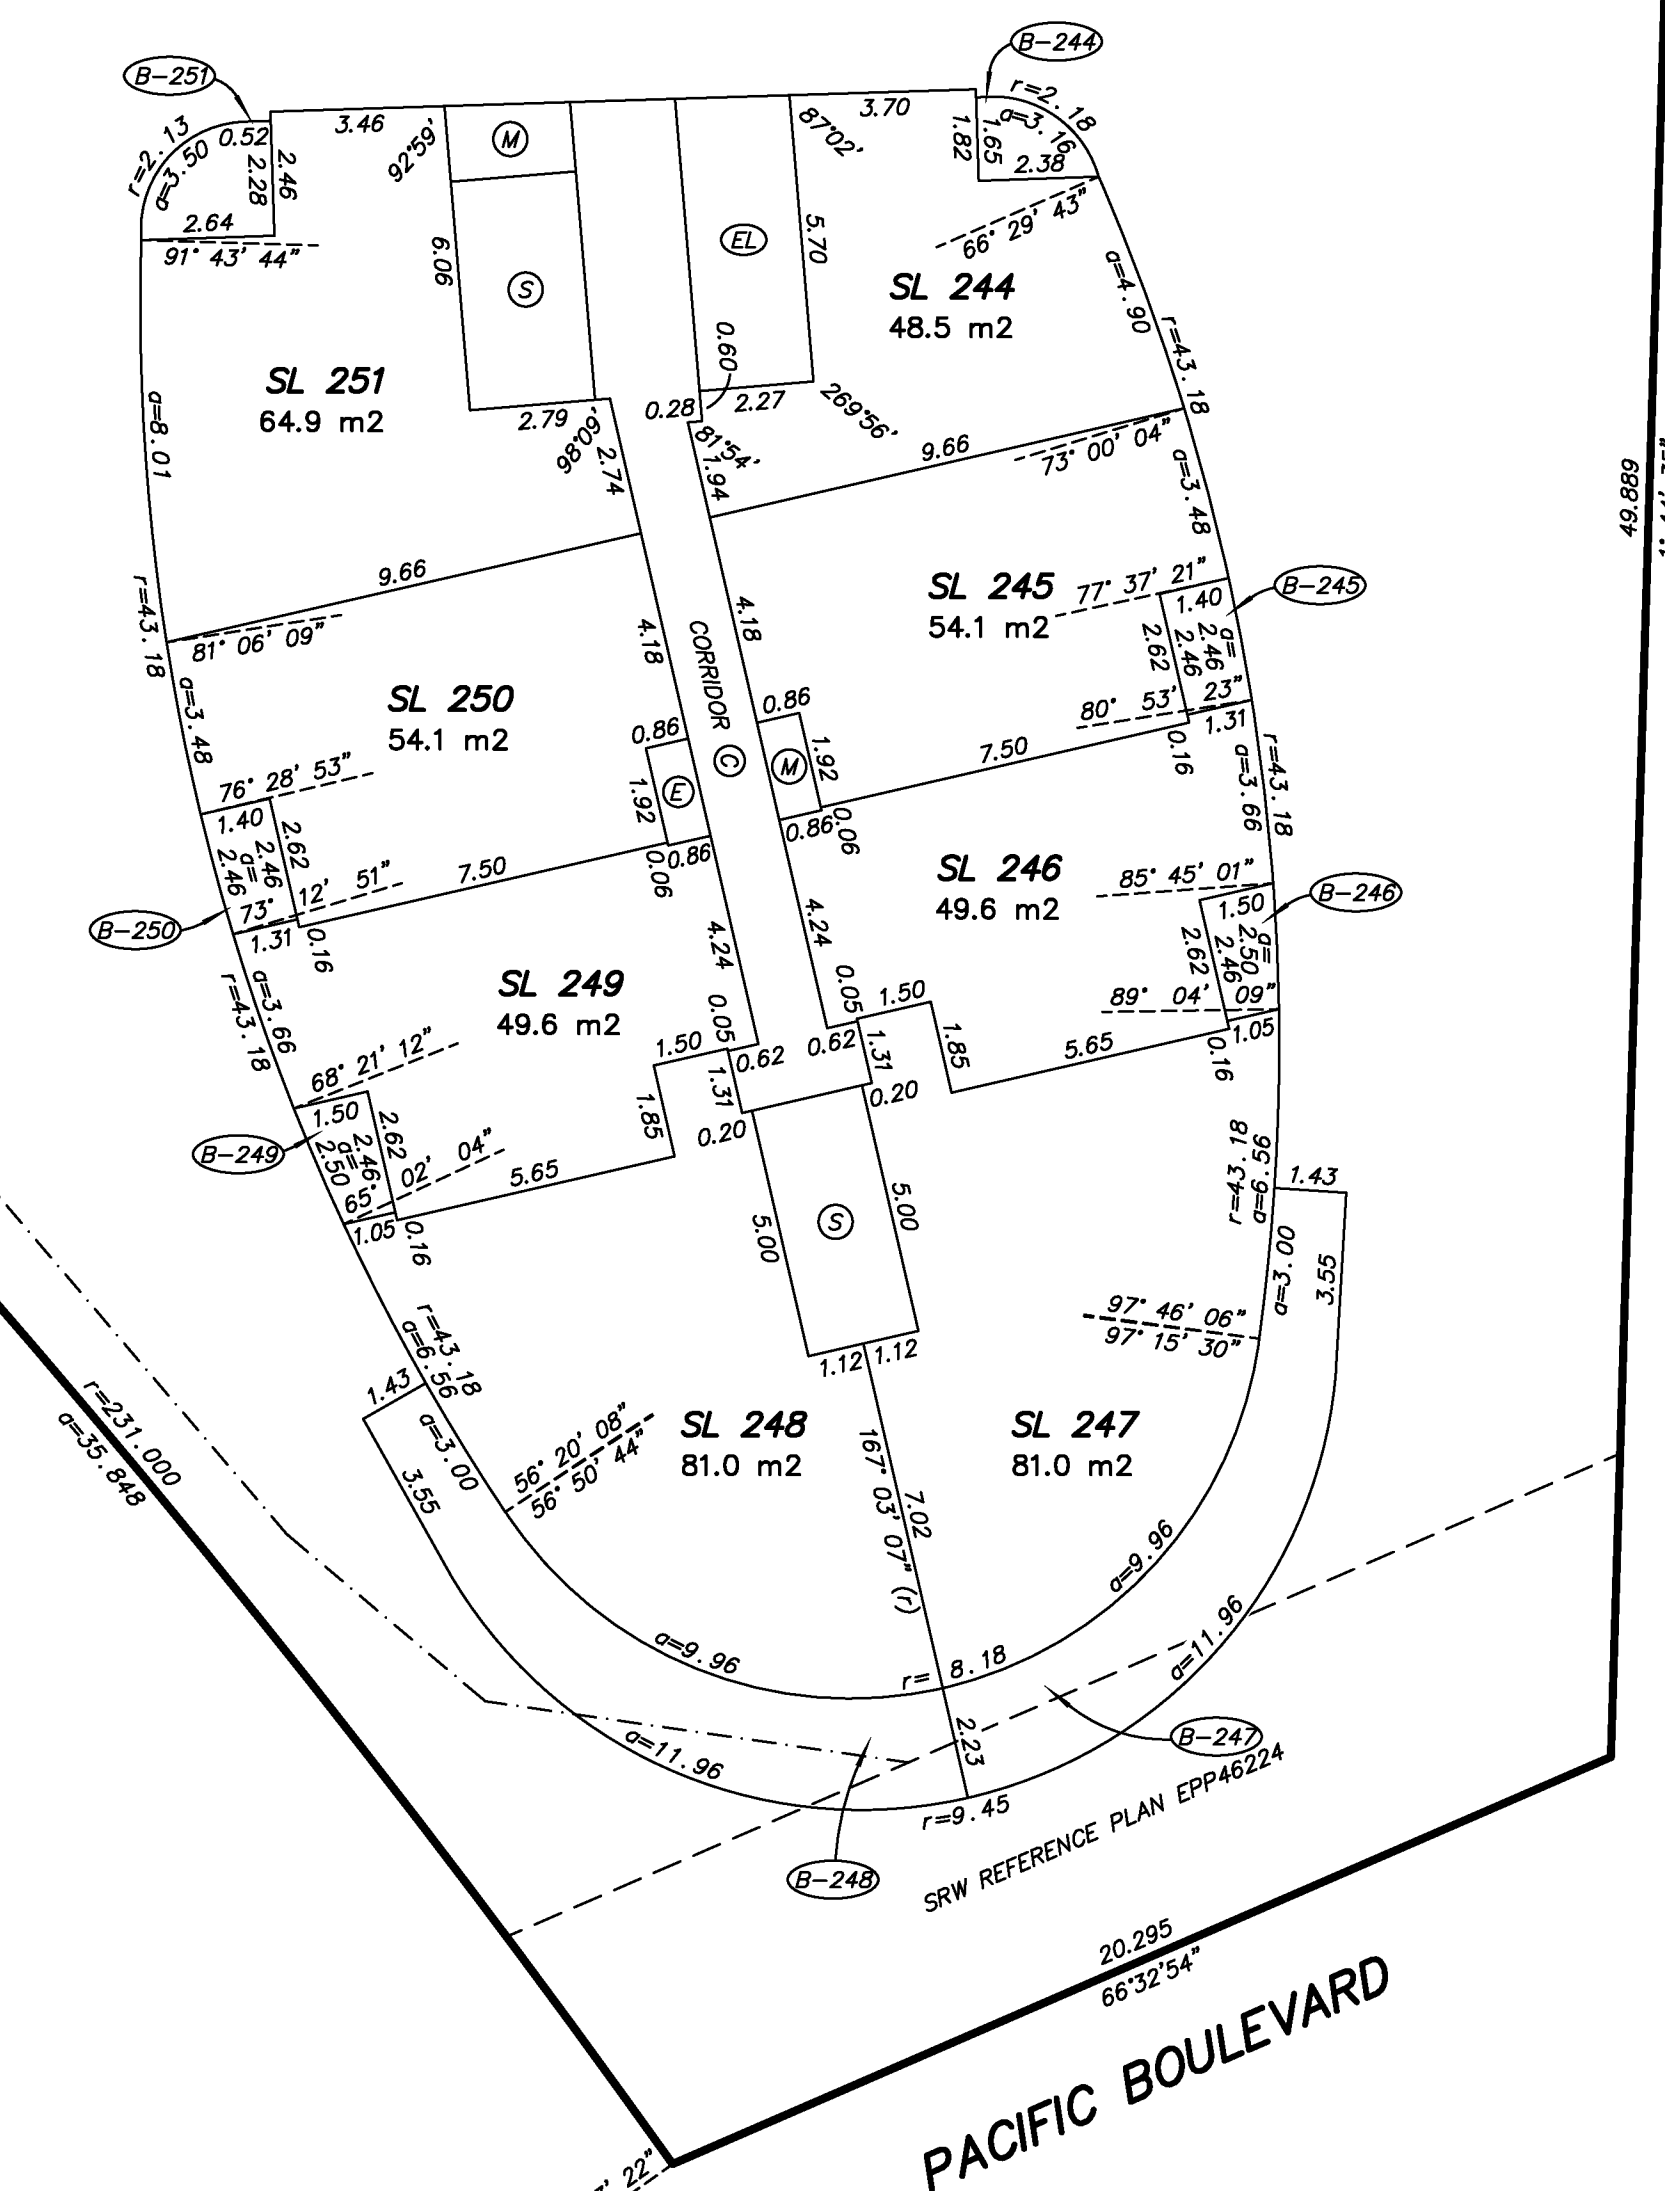 B-251
B-244
r=2.13
a=3.50
0.52
2.28
2.46
2.64
91° 43' 44"
3.46
92°59'
M
3.70
87°02'
1.82
1.65
r=2.18
a=3.16
2.38
66° 29' 43"
6.06
S
EL
5.70
SL 244
48.5 m2
a=4.90
r=43.18
49.889
SL 251
64.9 m2
a=8.01
0.60
2.79
98°09'
2.74
0.28
2.27
269°56'
81°54'
1.94
9.66
73° 00' 04"
a=3.48
9.66
r=43.18
81° 06' 09"
4.18
CORRIDOR
C
4.18
SL 245
54.1 m2
77° 37' 21"
1.40
B-245
2.62
2.46
a=
2.46
80° 53' 23"
1.31
0.16
SL 250
54.1 m2
a=3.48
0.86
1.92
E
0.86
M
1.92
7.50
r=43.18
a=3.66
76° 28' 53"
1.40
2.62
2.46
a=
2.46
73° 12' 51"
B-250
1.31
0.16
7.50
0.06
0.86
0.86
0.06
SL 246
49.6 m2
85° 45' 01"
1.50
B-246
2.62
2.46
a=
2.50
89° 04' 09"
1.05
0.16
4.24
4.24
SL 249
49.6 m2
r=43.18
a=3.66
0.05
0.62
0.05
0.62
1.50
1.50
1.31
1.31
1.85
1.85
0.20
0.20
5.65
68° 21' 12"
1.50
2.62
2.46
a=
2.50
65° 02' 04"
B-249
1.05
0.16
5.65
5.00
S
5.00
r=43.18
a=6.56
1.43
a=3.00
3.55
97° 46' 06"
97° 15' 30"
1.12
1.12
r=43.18
a=6.56
1.43
a=3.00
3.55
56° 20' 08"
56° 50' 44"
SL 248
81.0 m2
SL 247
81.0 m2
167° 03' 07" (r)
7.02
r=231.000
a=35.848
a=9.96
r= 8.18
a=9.96
a=11.96
a=11.96
2.23
r=9.45
B-247
B-248
SRW REFERENCE PLAN EPP46224
20.295
66°32'54"
PACIFIC BOULEVARD
' 22"